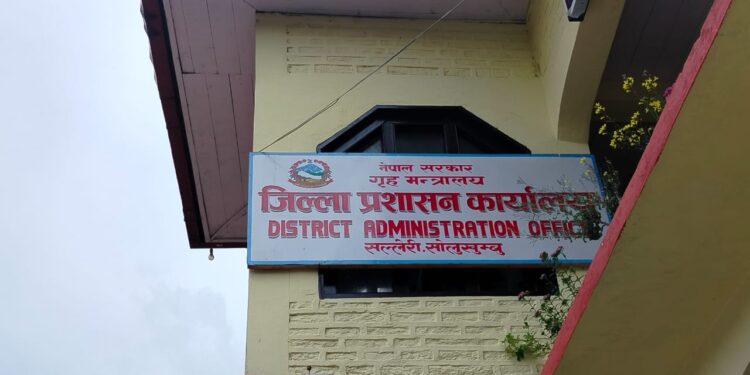 नेपाल सरकार
गृह मन्त्रालय
जिल्ला प्रशासन कार्यालय
DISTRICT ADMINISTRATION OFFICE
सल्लेरी, सोलुखुम्बु